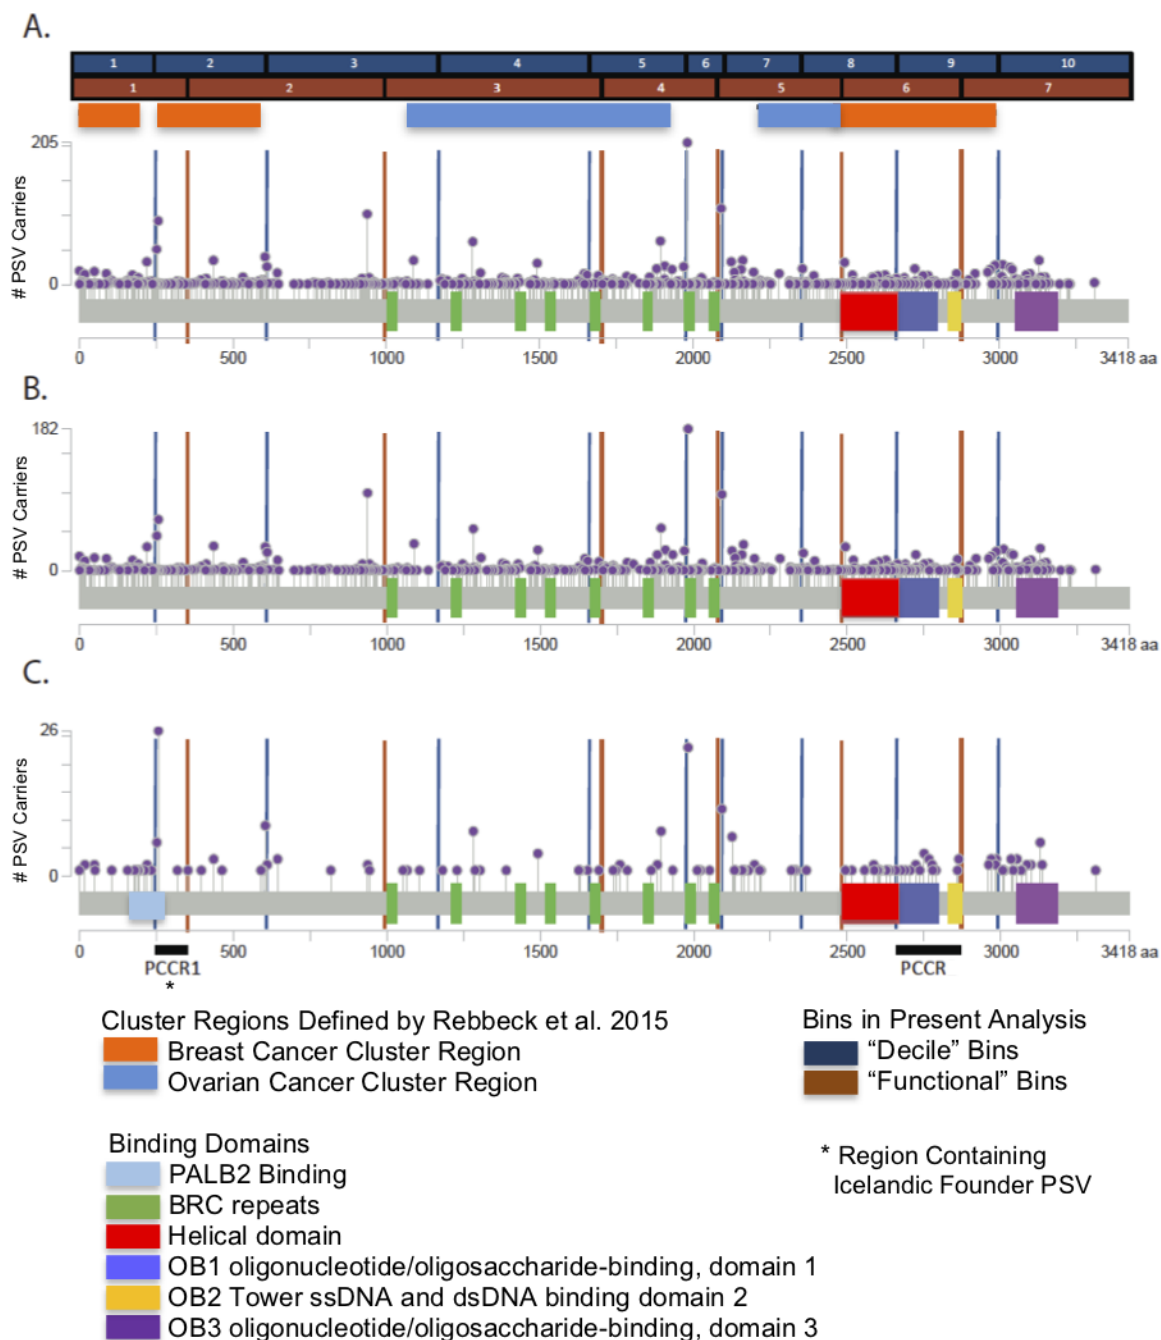 A.
1 2 3 4 5 6 7 8 9 10
1 2 3 4 5 6 7
205
0
# PSV Carriers
0 500 1000 1500 2000 2500 3000 3418 aa
B.
182
0
# PSV Carriers
0 500 1000 1500 2000 2500 3000 3418 aa
C.
26
0
# PSV Carriers
0 500 1000 1500 2000 2500 3000 3418 aa
PCCR1 PCCR
*
Cluster Regions Defined by Rebbeck et al. 2015
Breast Cancer Cluster Region
Ovarian Cancer Cluster Region
Bins in Present Analysis
“Decile” Bins
“Functional” Bins
Binding Domains
PALB2 Binding
BRC repeats
Helical domain
OB1 oligonucleotide/oligosaccharide-binding, domain 1
OB2 Tower ssDNA and dsDNA binding domain 2
OB3 oligonucleotide/oligosaccharide-binding, domain 3
* Region Containing
Icelandic Founder PSV